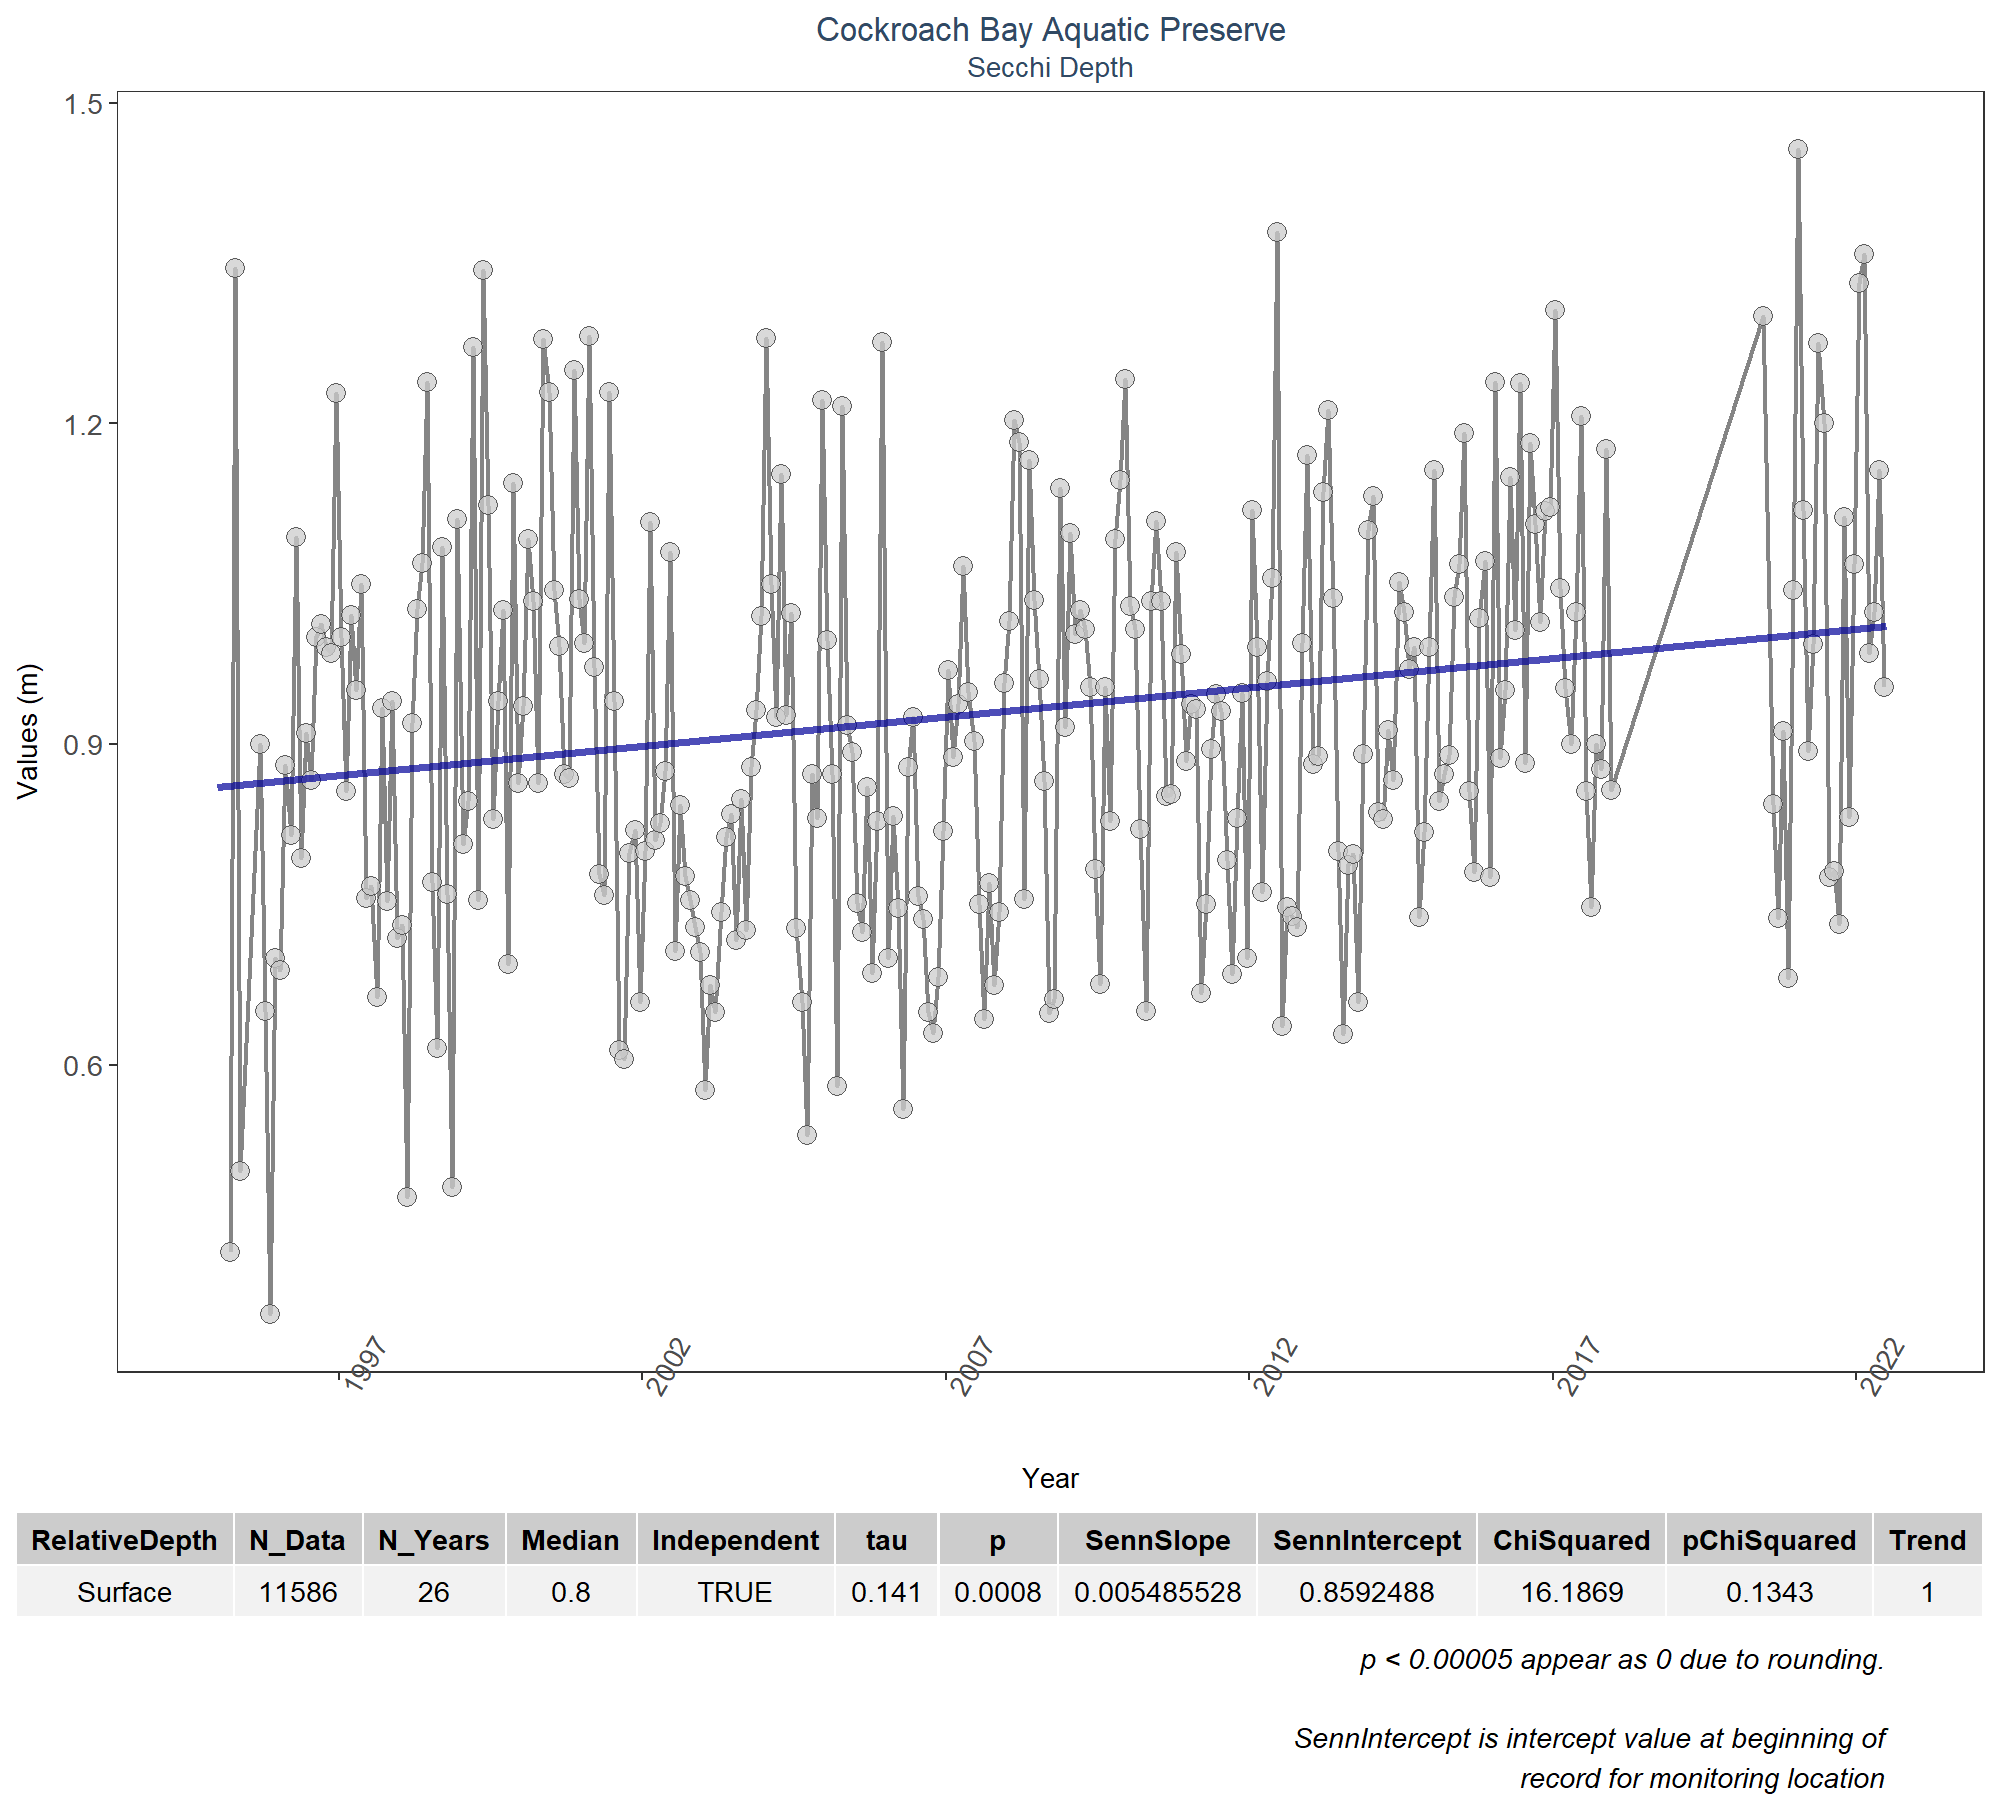 Cockroach Bay Aquatic Preserve
Secchi Depth
1.5
1.2
0.9
0.6
Values (m)
1997 2002 2007 2012 2017 2022
Year
RelativeDepth N_Data N_Years Median Independent tau p SennSlope SennIntercept ChiSquared pChiSquared Trend
Surface 11586 26 0.8 TRUE 0.141 0.0008 0.005485528 0.8592488 16.1869 0.1343 1
p < 0.00005 appear as 0 due to rounding.
SennIntercept is intercept value at beginning of
record for monitoring location